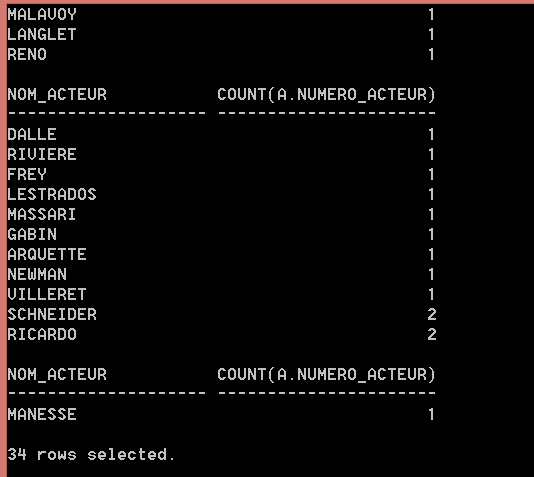 MALAVOY 1
LANGLET 1
RENO 1
NOM_ACTEUR COUNT(A.NUMERO_ACTEUR)
-------------------- ----------------------
DALLE 1
RIVIERE 1
FREY 1
LESTRADOS 1
MASSARI 1
GABIN 1
ARQUETTE 1
NEWMAN 1
VILLERET 1
SCHNEIDER 2
RICARDO 2
NOM_ACTEUR COUNT(A.NUMERO_ACTEUR)
-------------------- ----------------------
MANESSE 1
34 rows selected.